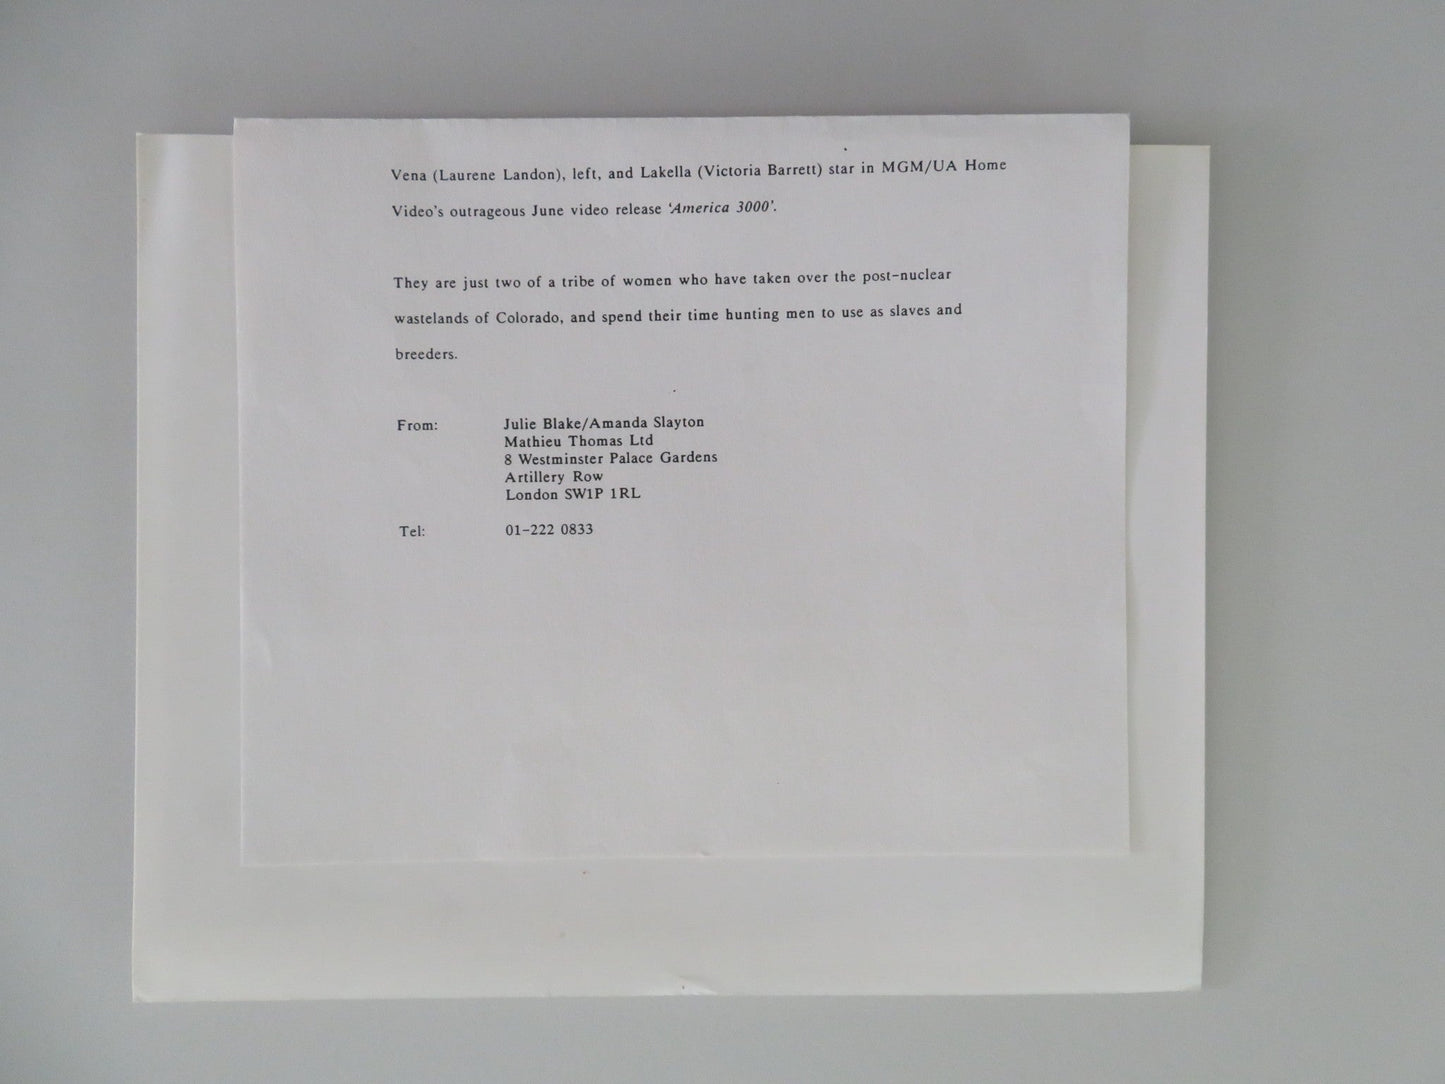 Vena (Laurene Landon), left, and Lakella (Victoria Barrett) star in MGM/UA Home
Video's outrageous June video release 'America 3000'.
They are just two of a tribe of women who have taken over the post-nuclear
wastelands of Colorado, and spend their time hunting men to use as slaves and
breeders.
From: Julie Blake/Amanda Slayton
Mathieu Thomas Ltd
8 Westminster Palace Gardens
Artillery Row
London SW1P 1RL
Tel: 01-222 0833